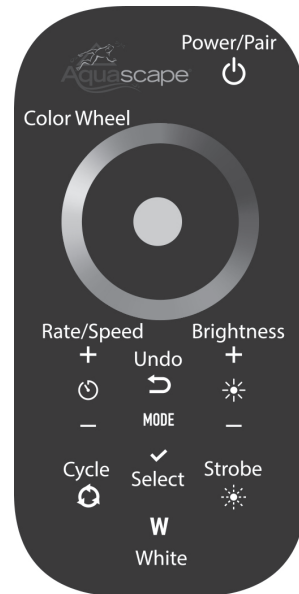 Power/Pair
Aquascape
Color Wheel
Rate/Speed
Brightness
+
Undo
+
MODE
–
–
Cycle
Select
Strobe
W
White